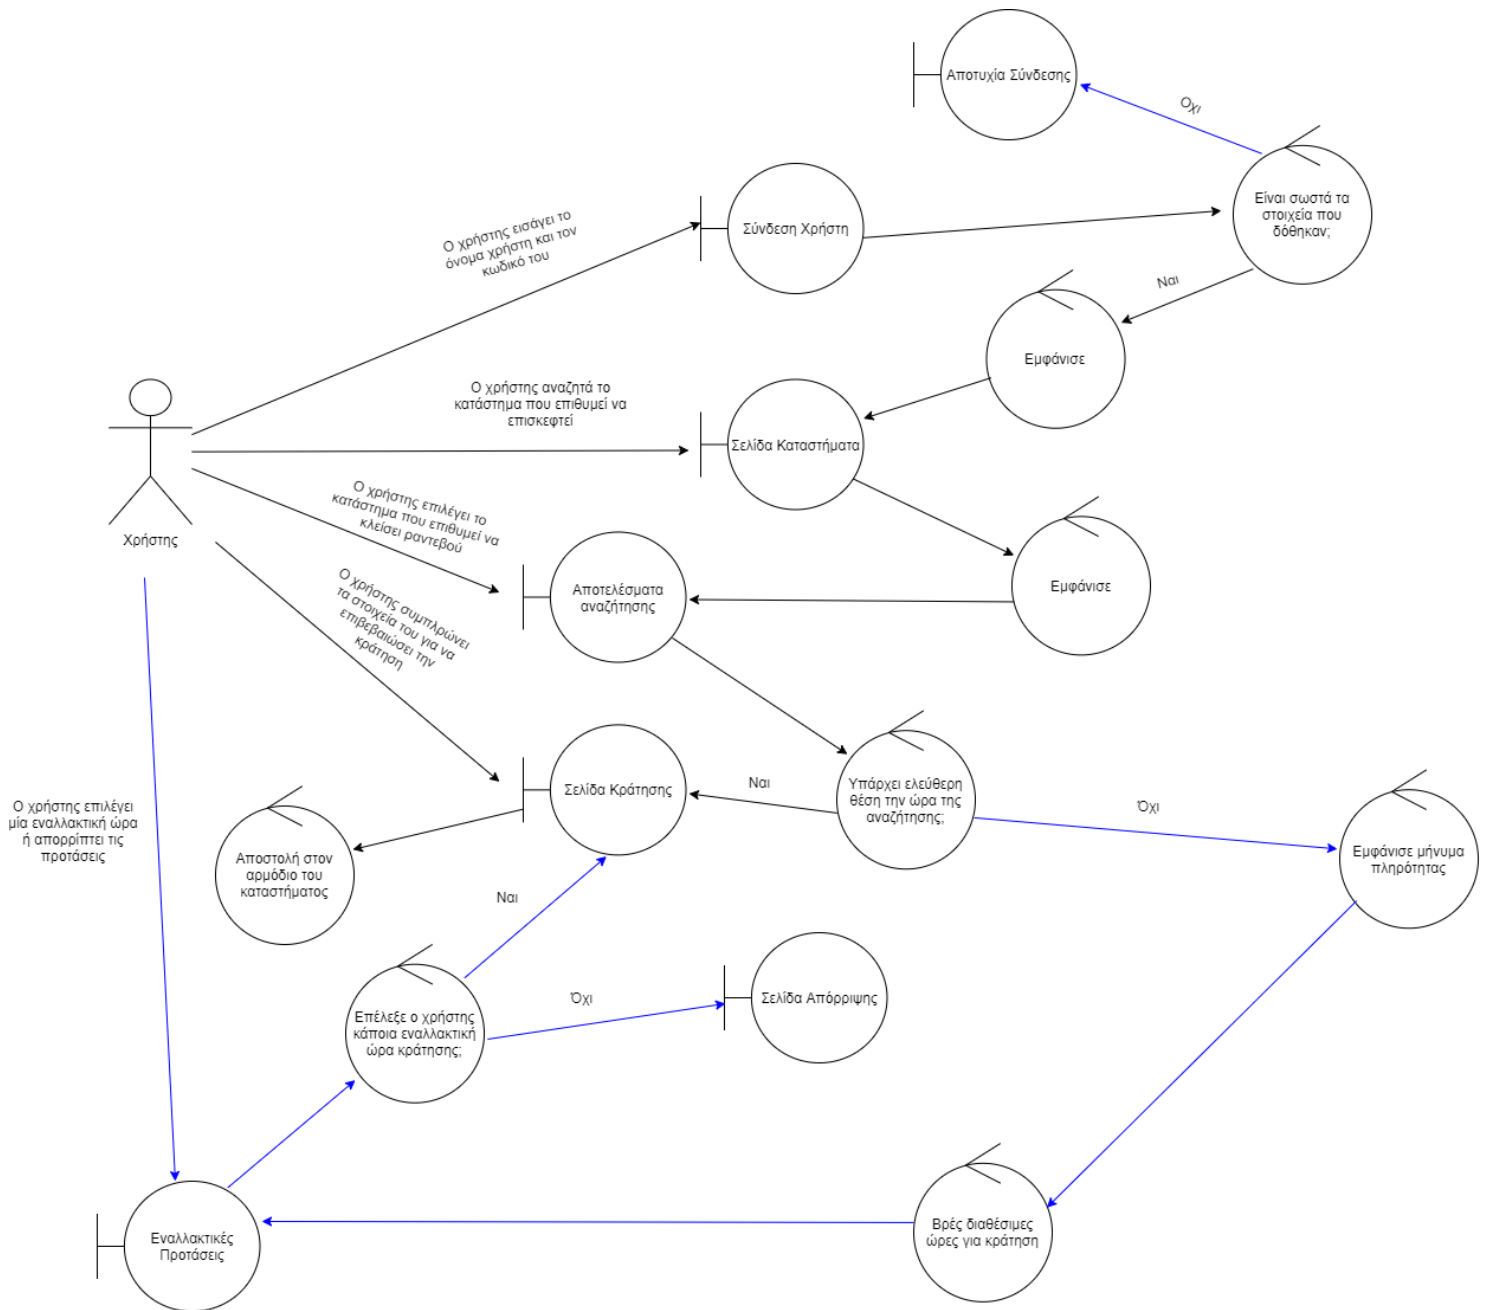 Αποτυχία Σύνδεσης
Οχι
Είναι σωστά τα
στοιχεία που
δόθηκαν;
Ο χρήστης εισάγει το
όνομα χρήστη και τον
κωδικό του
Σύνδεση Χρήστη
Ναι
Εμφάνισε
Ο χρήστης αναζητά το
κατάστημα που επιθυμεί να
επισκεφτεί
Σελίδα Καταστήματα
Χρήστης
Ο χρήστης επιλέγει το
κατάστημα που επιθυμεί να
κλείσει ραντεβού
Αποτελέσματα
αναζήτησης
Εμφάνισε
Ο χρήστης συμπλρώνει
τα στοιχεία του για να
επιβεβαιώσει την
κράτηση
Σελίδα Κράτησης
Ναι
Υπάρχει ελεύθερη
θέση την ώρα της
αναζήτησης;
Όχι
Εμφάνισε μήνυμα
πληρότητας
Ο χρήστης επιλέγει
μία εναλλακτική ώρα
ή απορρίπτει τις
προτάσεις
Αποστολή στον
αρμόδιο του
καταστήματος
Ναι
Επέλεξε ο χρήστης
κάποια εναλλακτική
ώρα κράτησης;
Όχι
Σελίδα Απόρριψης
Εναλλακτικές
Προτάσεις
Βρές διαθέσιμες
ώρες για κράτηση